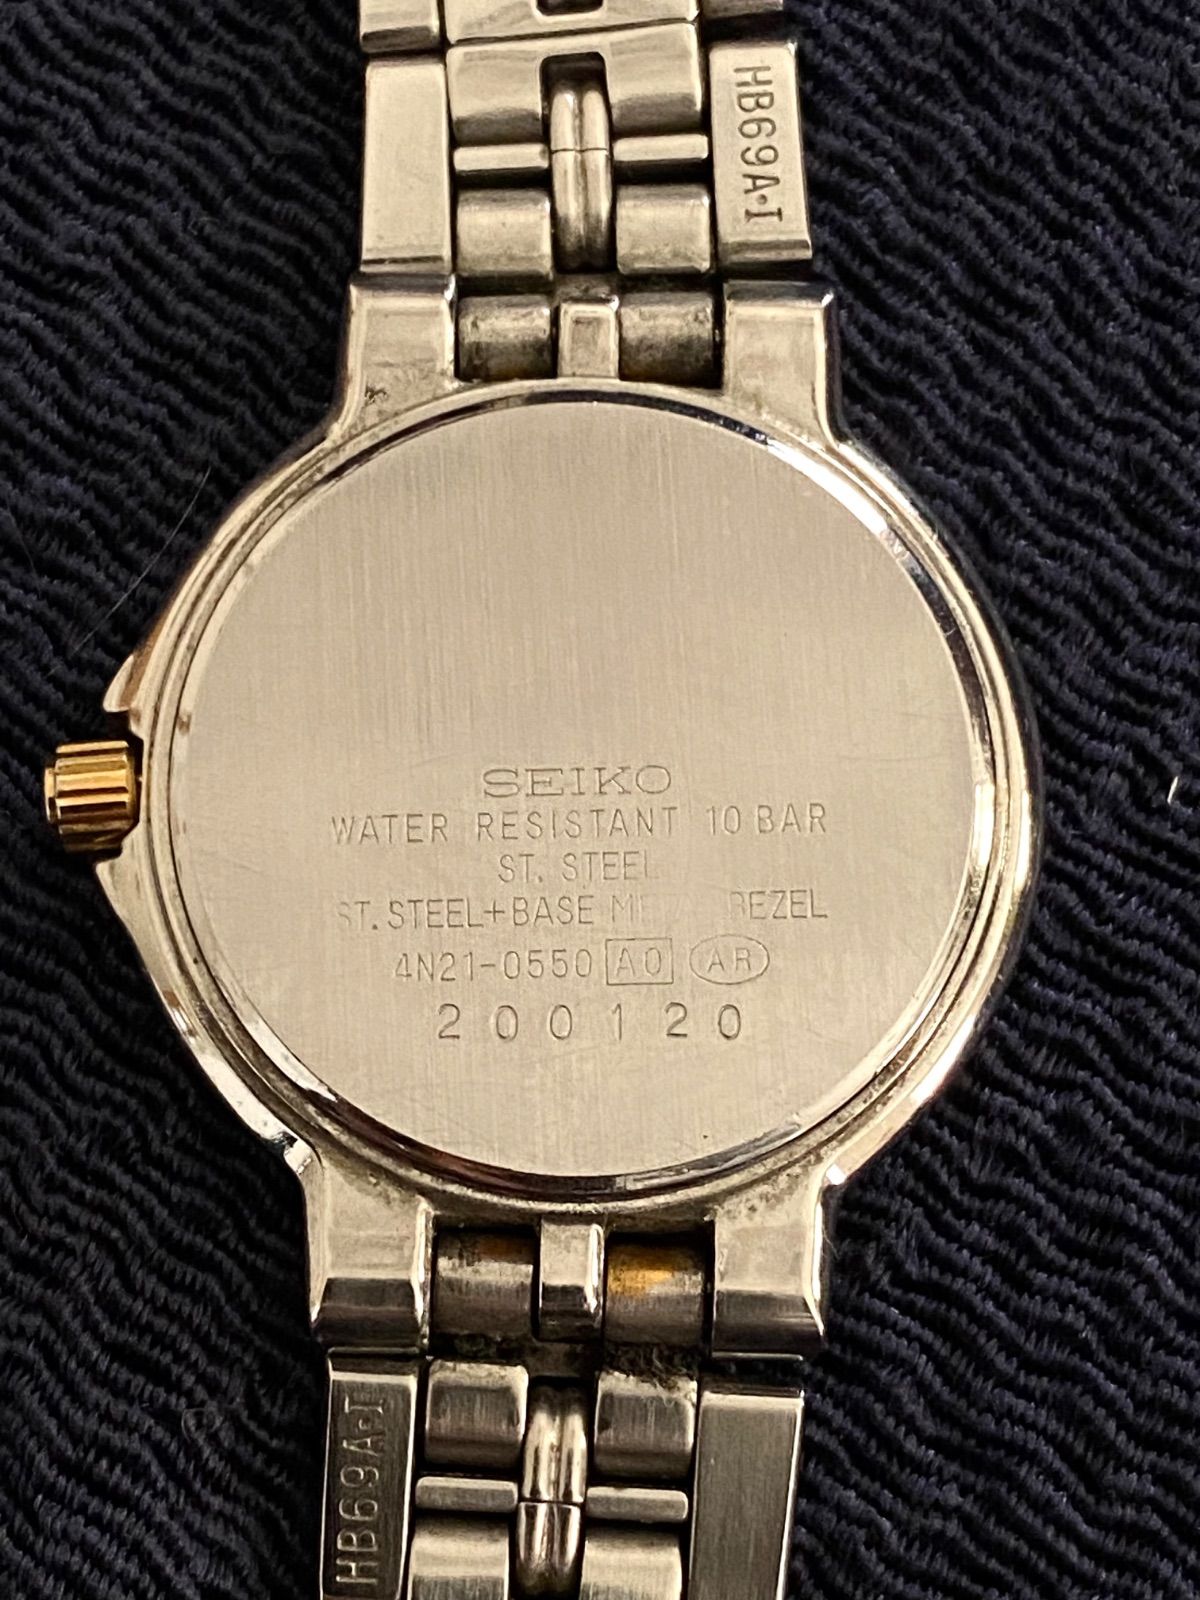 HB69A·I
SEIKO
WATER RESISTANT 10 BAR
ST. STEEL
ST. STEEL+BASE BEZEL
4N21-0550 A0 AR
200120
HB69A·I